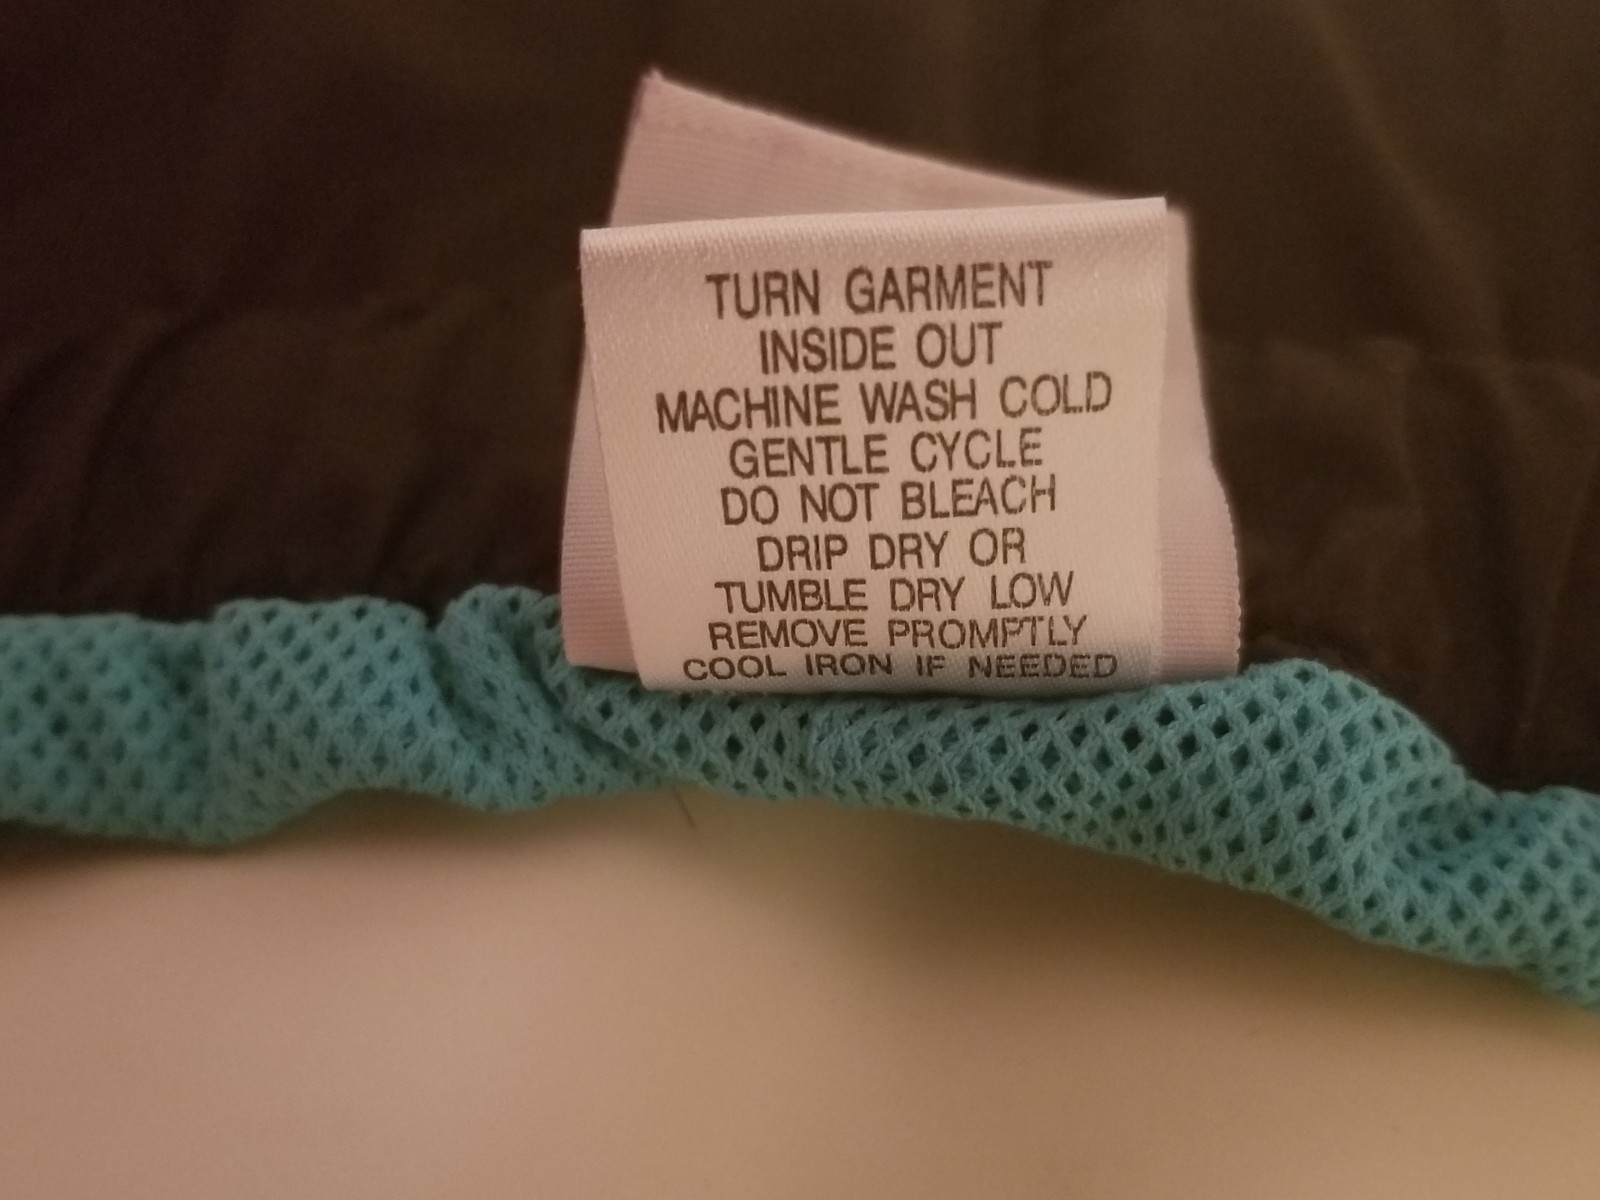 TURN GARMENT
INSIDE OUT
MACHINE WASH COLD
GENTLE CYCLE
DO NOT BLEACH
DRIP DRY OR
TUMBLE DRY LOW
REMOVE PROMPTLY
COOL IRON IF NEEDED